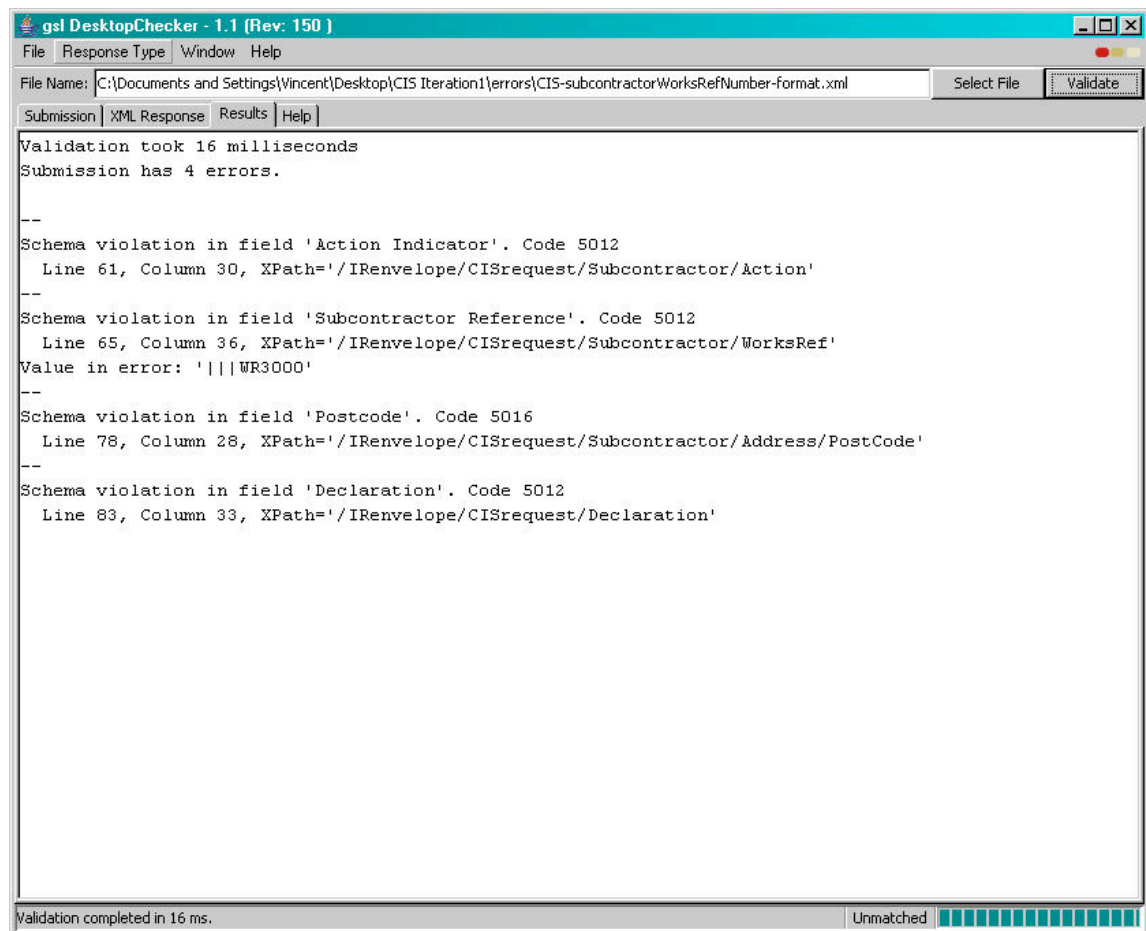 gsl DesktopChecker - 1.1 (Rev: 150 )
File Response Type Window Help
File Name: C:\Documents and Settings\Vincent\Desktop\CIS Iteration1\errors\CIS-subcontractorWorksRefNumber-format.xml Select File Validate
Submission XML Response Results Help
Validation took 16 milliseconds
Submission has 4 errors.
--
Schema violation in field 'Action Indicator'. Code 5012
Line 61, Column 30, XPath='/IRenvelope/CISrequest/Subcontractor/Action'
--
Schema violation in field 'Subcontractor Reference'. Code 5012
Line 65, Column 36, XPath='/IRenvelope/CISrequest/Subcontractor/WorksRef'
Value in error: '|||WR3000'
--
Schema violation in field 'Postcode'. Code 5016
Line 78, Column 28, XPath='/IRenvelope/CISrequest/Subcontractor/Address/PostCode'
--
Schema violation in field 'Declaration'. Code 5012
Line 83, Column 33, XPath='/IRenvelope/CISrequest/Declaration'
Validation completed in 16 ms. Unmatched